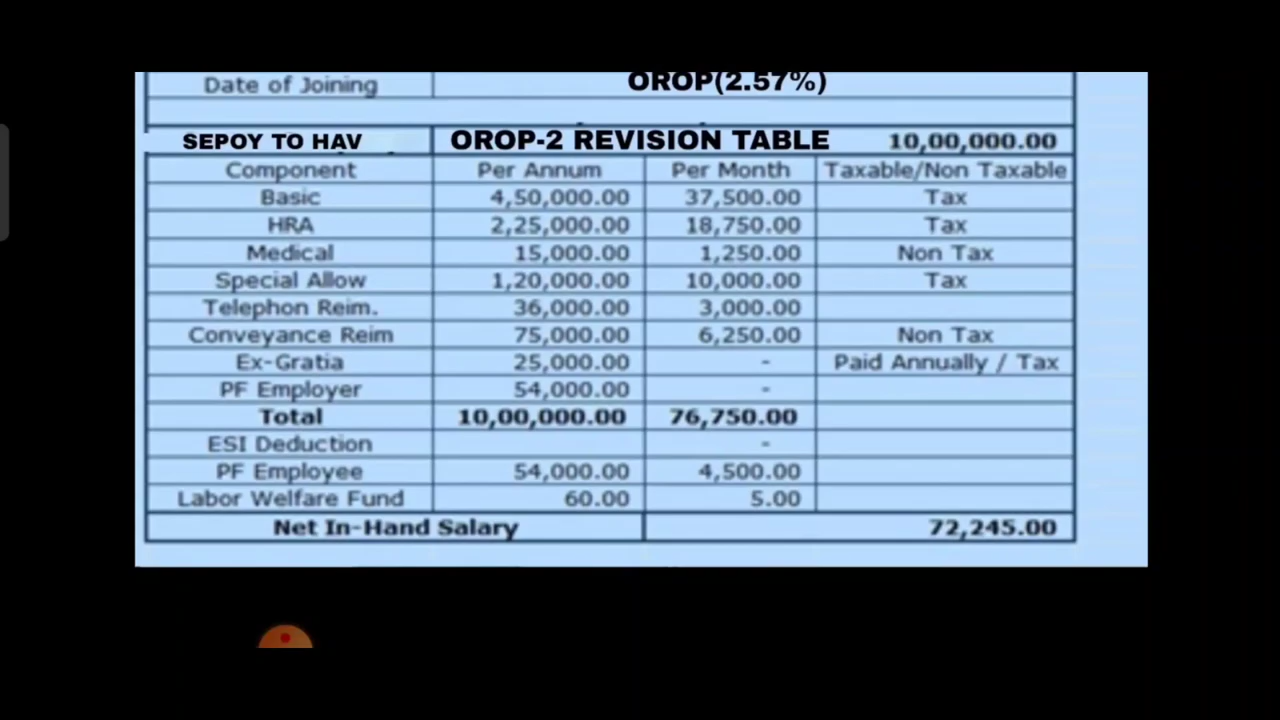 Date of Joining OROP(2.57%)
SEPOY TO HAV OROP-2 REVISION TABLE 10,00,000.00
Component Per Annum Per Month Taxable/Non Taxable
Basic 4,50,000.00 37,500.00 Tax
HRA 2,25,000.00 18,750.00 Tax
Medical 15,000.00 1,250.00 Non Tax
Special Allow 1,20,000.00 10,000.00 Tax
Telephon Reim. 36,000.00 3,000.00
Conveyance Reim 75,000.00 6,250.00 Non Tax
Ex-Gratia 25,000.00 - Paid Annually / Tax
PF Employer 54,000.00 -
Total 10,00,000.00 76,750.00
ESI Deduction -
PF Employee 54,000.00 4,500.00
Labor Welfare Fund 60.00 5.00
Net In-Hand Salary 72,245.00